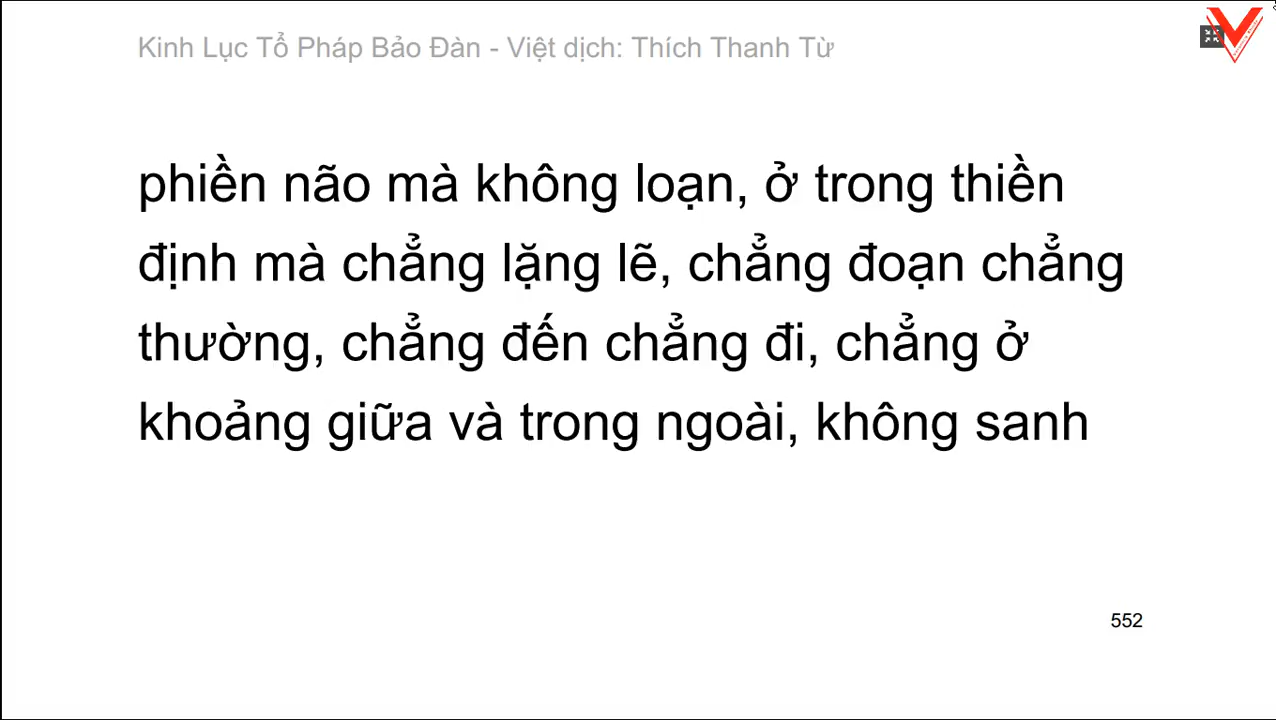 Kinh Lục Tổ Pháp Bảo Đàn - Việt dịch: Thích Thanh Từ
phiền não mà không loạn, ở trong thiền
định mà chẳng lặng lẽ, chẳng đoạn chẳng
thường, chẳng đến chẳng đi, chẳng ở
khoảng giữa và trong ngoài, không sanh
552